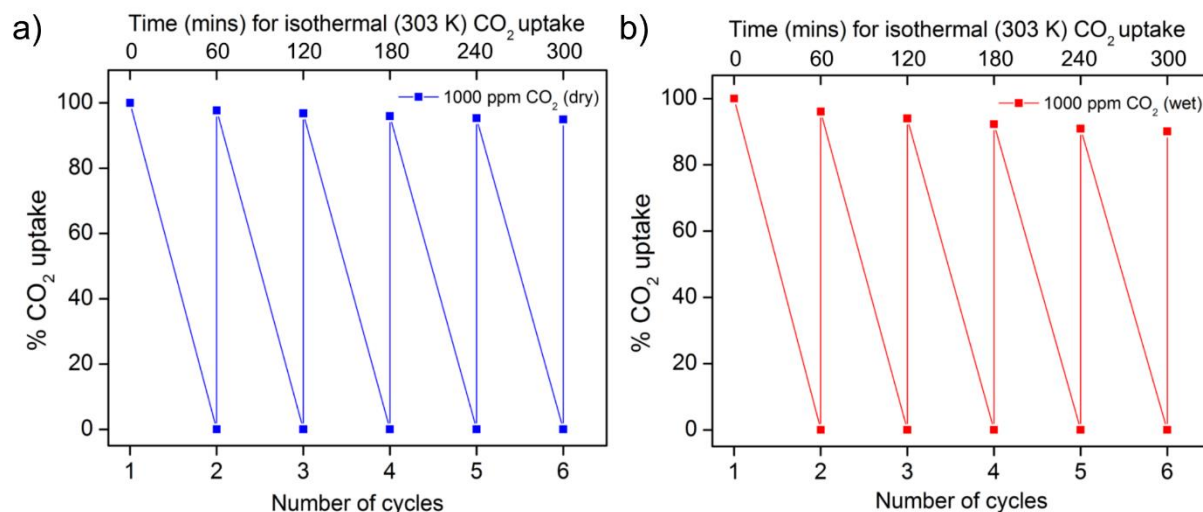 a)
Time (mins) for isothermal (303 K) CO₂ uptake
0 60 120 180 240 300
1000 ppm CO₂ (dry)
% CO₂ uptake
100
80
60
40
20
0
1 2 3 4 5 6
Number of cycles
b)
Time (mins) for isothermal (303 K) CO₂ uptake
0 60 120 180 240 300
1000 ppm CO₂ (wet)
% CO₂ uptake
100
80
60
40
20
0
1 2 3 4 5 6
Number of cycles